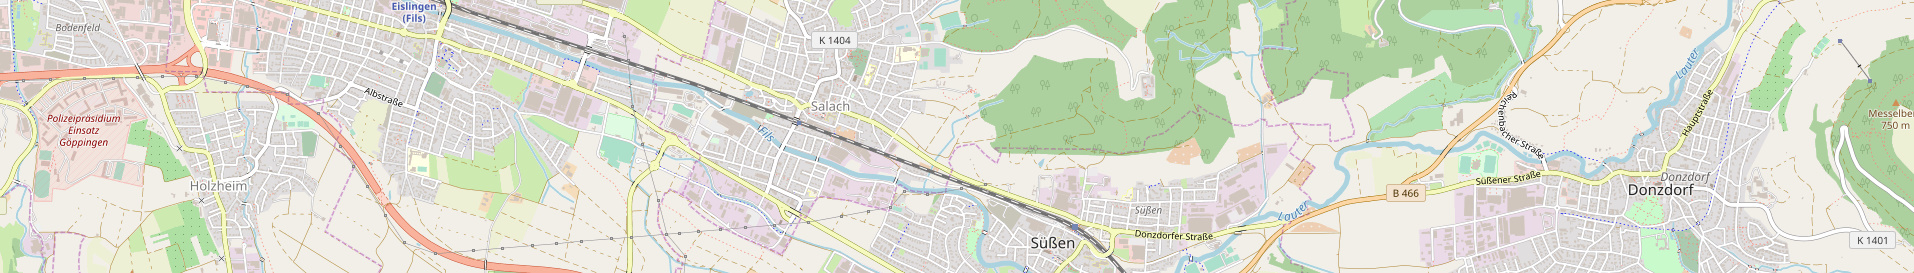 Eislingen
(Fils)
Bodenfeld
K 1404
Lauter
Albstraße
Salach
Polizeipräsidium
Einsatz
Göppingen
Fils
Reichenbacher Straße
Hauptstraße
Messelbe
750 m
Holzheim
B 466
Süßener Straße
Donzdorf
Donzdorf
Süßen
Lauter
Donzdorfer Straße
Süßen
K 1401